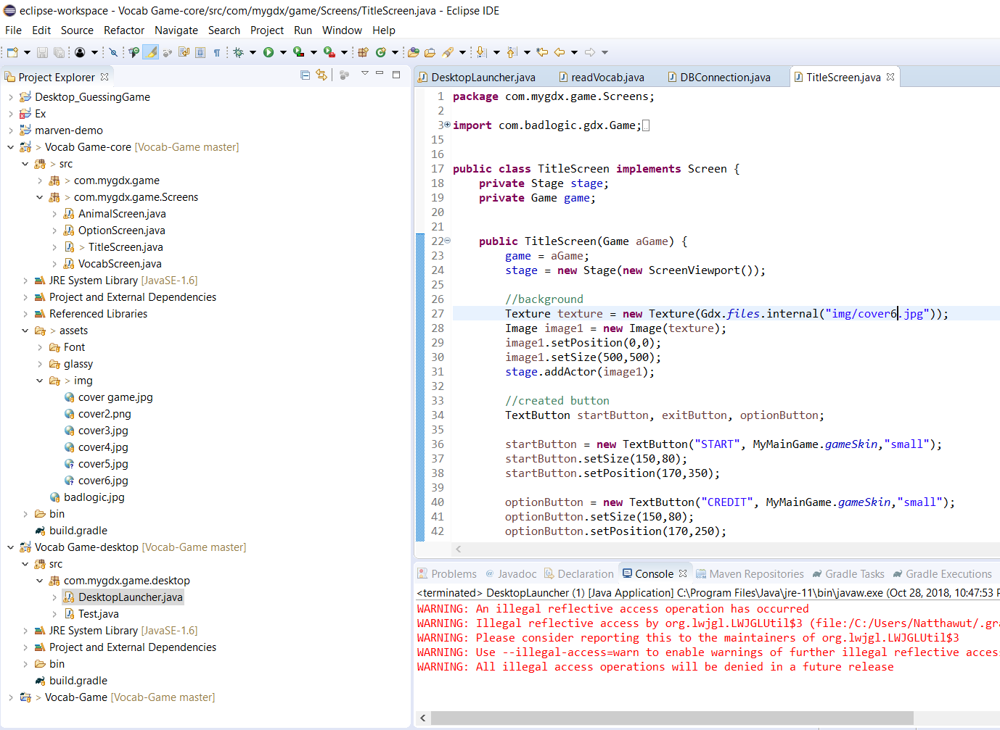 eclipse-workspace - Vocab Game-core/src/com/mygdx/game/Screens/TitleScreen.java - Eclipse IDE
File Edit Source Refactor Navigate Search Project Run Window Help
Project Explorer
Desktop_GuessingGame
Ex
marven-demo
> Vocab Game-core [Vocab-Game master]
> src
> com.mygdx.game
> com.mygdx.game.Screens
AnimalScreen.java
OptionScreen.java
> TitleScreen.java
VocabScreen.java
JRE System Library [JavaSE-1.6]
Project and External Dependencies
Referenced Libraries
> assets
Font
glassy
> img
cover game.jpg
cover2.png
cover3.jpg
cover4.jpg
cover5.jpg
cover6.jpg
badlogic.jpg
bin
build.gradle
Vocab Game-desktop [Vocab-Game master]
src
com.mygdx.game.desktop
DesktopLauncher.java
Test.java
JRE System Library [JavaSE-1.6]
Project and External Dependencies
bin
build.gradle
> Vocab-Game [Vocab-Game master]
DesktopLauncher.java readVocab.java DBConnection.java TitleScreen.java
1 package com.mygdx.game.Screens;
2
3 import com.badlogic.gdx.Game;
15
16
17 public class TitleScreen implements Screen {
18 private Stage stage;
19 private Game game;
20
21
22 public TitleScreen(Game aGame) {
23 game = aGame;
24 stage = new Stage(new ScreenViewport());
25
26 //background
27 Texture texture = new Texture(Gdx.files.internal("img/cover6.jpg"));
28 Image image1 = new Image(texture);
29 image1.setPosition(0,0);
30 image1.setSize(500,500);
31 stage.addActor(image1);
32
33 //created button
34 TextButton startButton, exitButton, optionButton;
35
36 startButton = new TextButton("START", MyMainGame.gameSkin,"small");
37 startButton.setSize(150,80);
38 startButton.setPosition(170,350);
39
40 optionButton = new TextButton("CREDIT", MyMainGame.gameSkin,"small");
41 optionButton.setSize(150,80);
42 optionButton.setPosition(170,250);
Problems @ Javadoc Declaration Console Maven Repositories Gradle Tasks Gradle Executions
<terminated> DesktopLauncher (1) [Java Application] C:\Program Files\Java\jre-11\bin\javaw.exe (Oct 28, 2018, 10:47:53 P
WARNING: An illegal reflective access operation has occurred
WARNING: Illegal reflective access by org.lwjgl.LWJGLUtil$3 (file:/C:/Users/Natthawut/.gra
WARNING: Please consider reporting this to the maintainers of org.lwjgl.LWJGLUtil$3
WARNING: Use --illegal-access=warn to enable warnings of further illegal reflective acces
WARNING: All illegal access operations will be denied in a future release